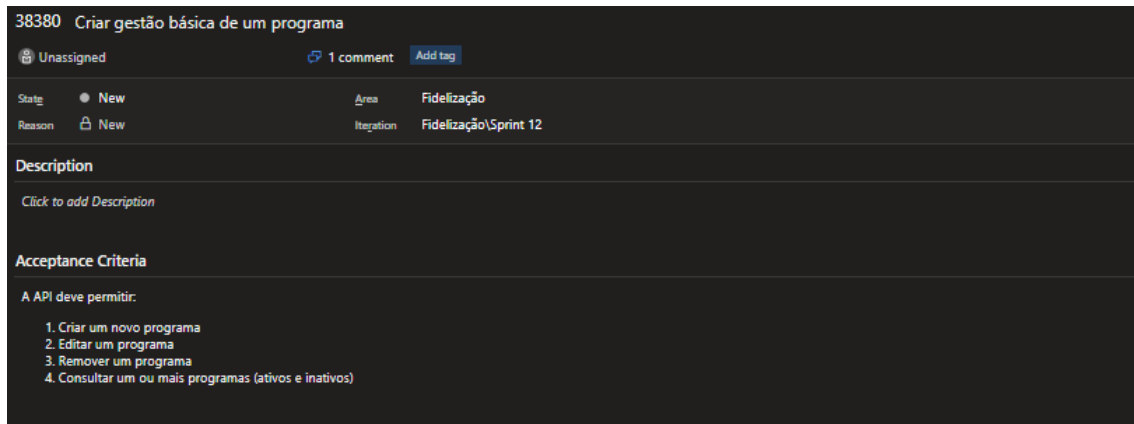 38380 Criar gestão básica de um programa
Unassigned 1 comment Add tag
State New Area Fidelização
Reason New Iteration Fidelização\Sprint 12
Description
Click to add Description
Acceptance Criteria
A API deve permitir:
1. Criar um novo programa
2. Editar um programa
3. Remover um programa
4. Consultar um ou mais programas (ativos e inativos)